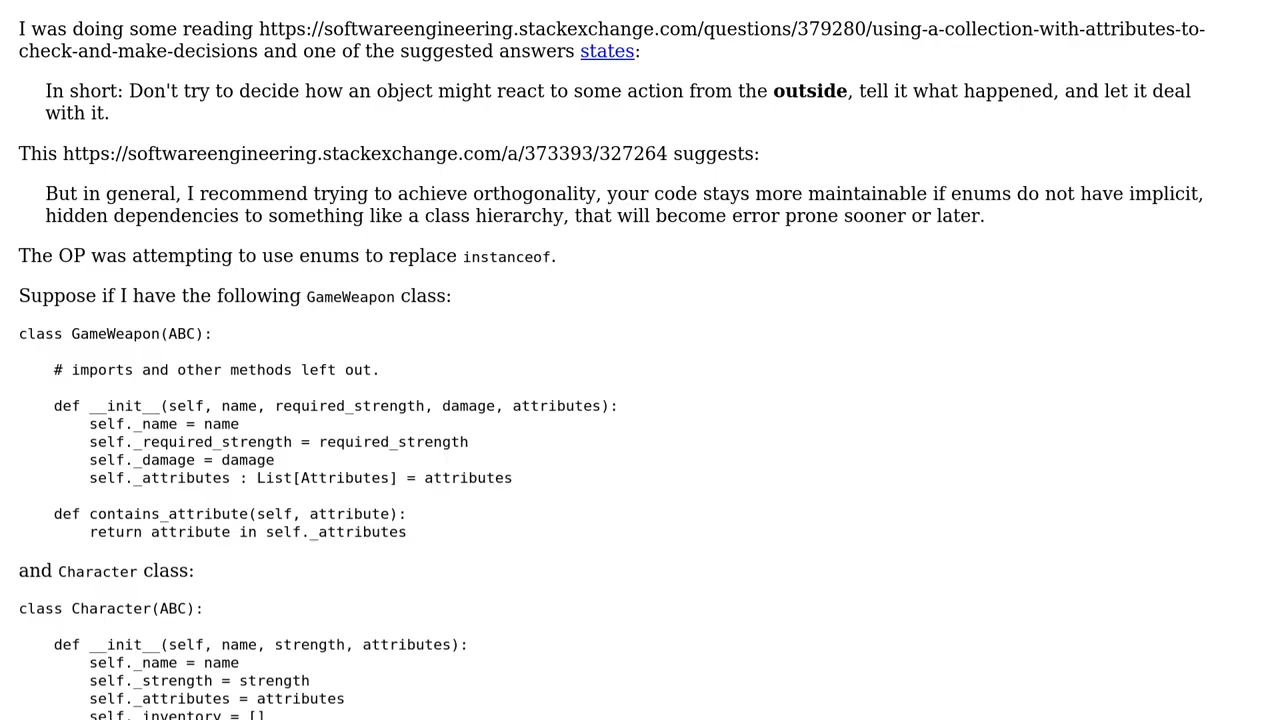 I was doing some reading https://softwareengineering.stackexchange.com/questions/379280/using-a-collection-with-attributes-to-
check-and-make-decisions and one of the suggested answers states:
In short: Don't try to decide how an object might react to some action from the outside, tell it what happened, and let it deal
with it.
This https://softwareengineering.stackexchange.com/a/373393/327264 suggests:
But in general, I recommend trying to achieve orthogonality, your code stays more maintainable if enums do not have implicit,
hidden dependencies to something like a class hierarchy, that will become error prone sooner or later.
The OP was attempting to use enums to replace instanceof.
Suppose if I have the following GameWeapon class:
class GameWeapon(ABC):
# imports and other methods left out.
def __init__(self, name, required_strength, damage, attributes):
self._name = name
self._required_strength = required_strength
self._damage = damage
self._attributes : List[Attributes] = attributes
def contains_attribute(self, attribute):
return attribute in self._attributes
and Character class:
class Character(ABC):
def __init__(self, name, strength, attributes):
self._name = name
self._strength = strength
self._attributes = attributes
self._inventory = []